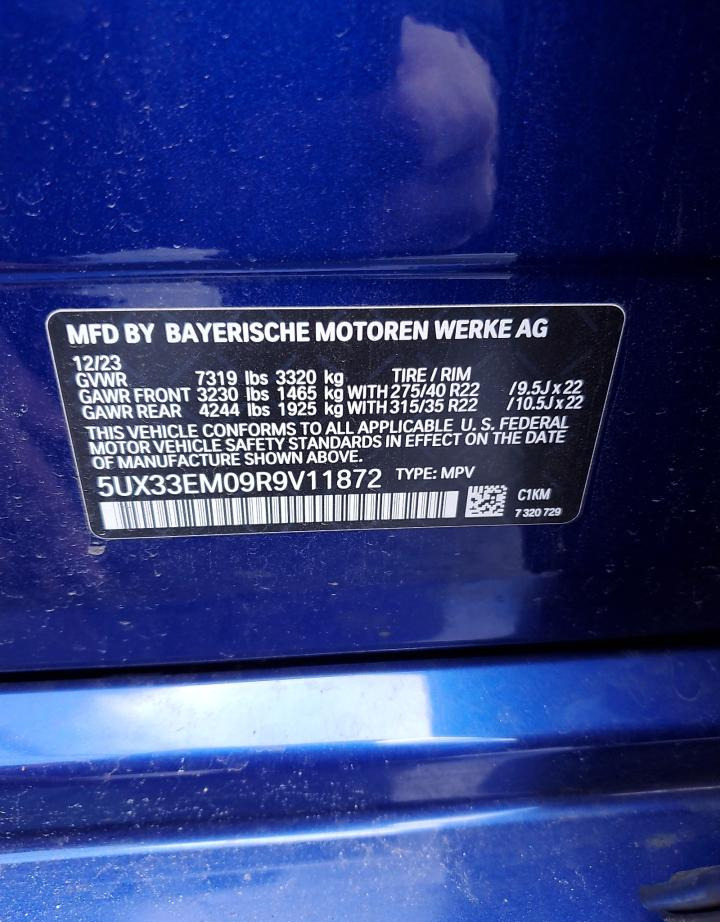 MFD BY BAYERISCHE MOTOREN WERKE AG
12/23
GVWR 7319 lbs 3320 kg TIRE / RIM
GAWR FRONT 3230 lbs 1465 kg WITH 275/40 R22 /9.5J x 22
GAWR REAR 4244 lbs 1925 kg WITH 315/35 R22 /10.5J x 22
THIS VEHICLE CONFORMS TO ALL APPLICABLE U. S. FEDERAL
MOTOR VEHICLE SAFETY STANDARDS IN EFFECT ON THE DATE
OF MANUFACTURE SHOWN ABOVE.
5UX33EM09R9V11872 TYPE: MPV
C1KM
7 320 729